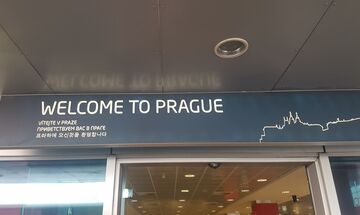 WELCOME TO PRAGUE
VÍTEJTE V PRAZE
ПРИВЕТСТВУЕМ ВАС В ПРАГЕ
프라하에 오신것을 환영합니다